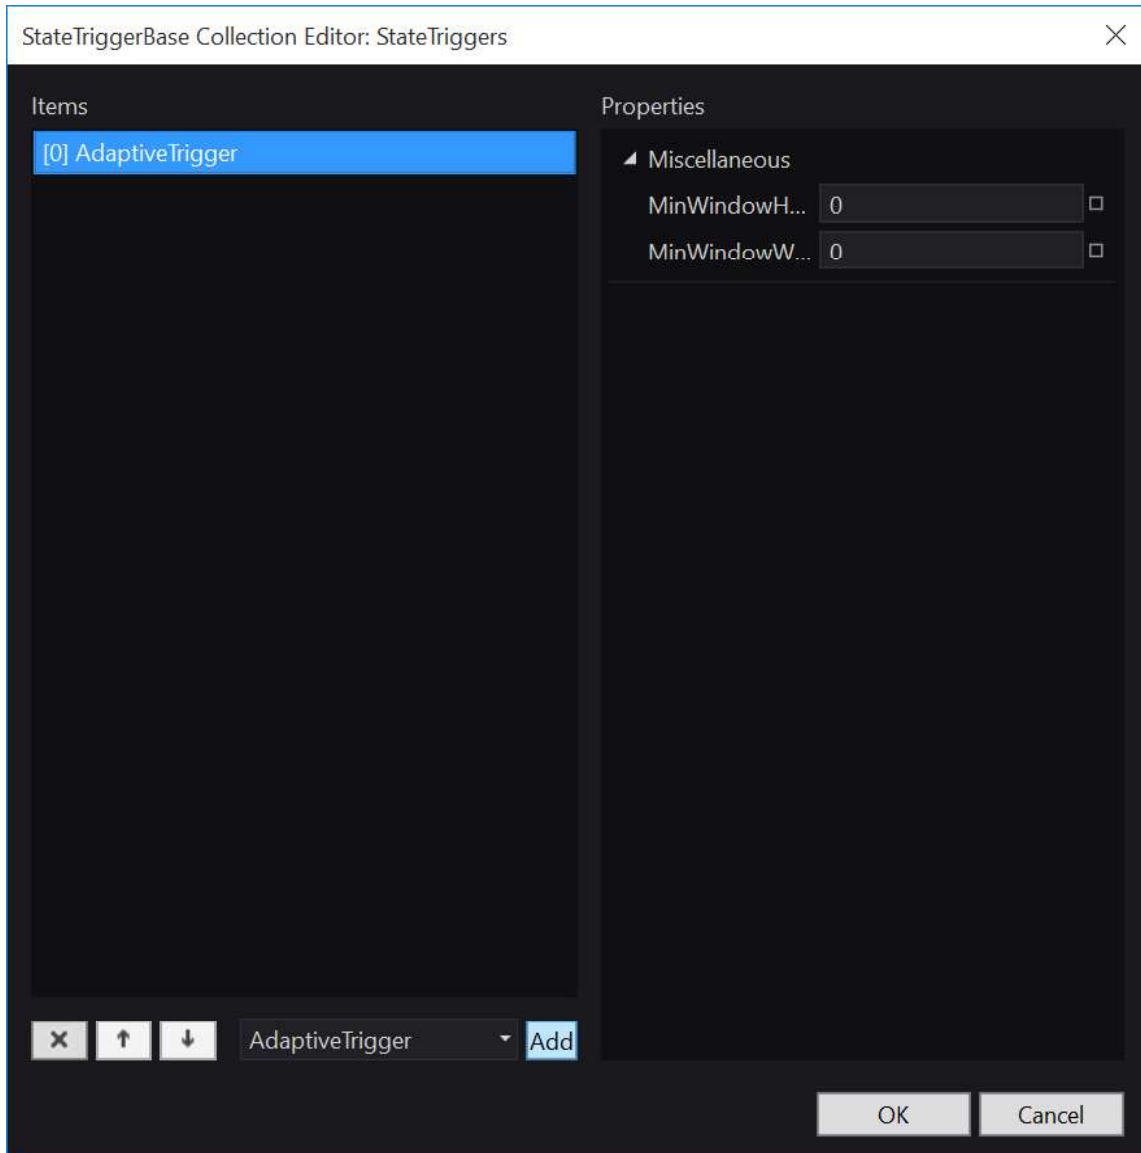 StateTriggerBase Collection Editor: StateTriggers
Items
[0] AdaptiveTrigger
AdaptiveTrigger
Add
Properties
Miscellaneous
MinWindowH... 0
MinWindowW... 0
OK
Cancel